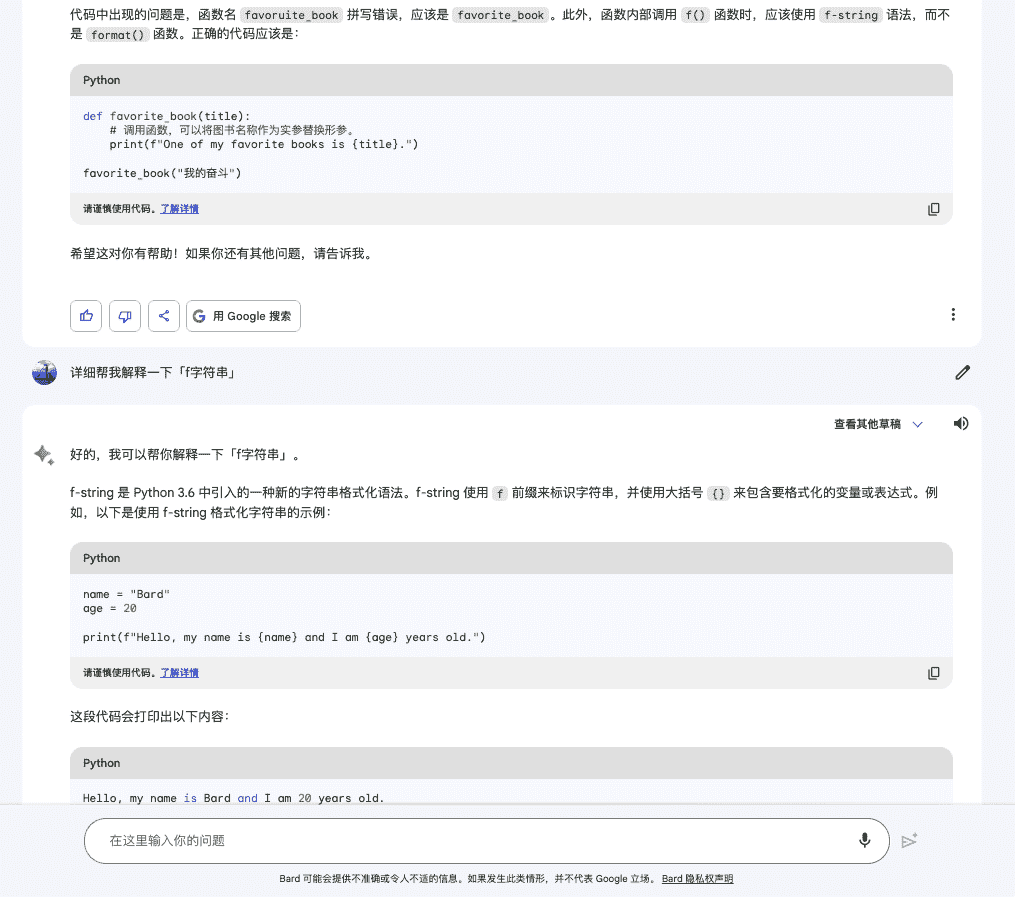 代码中出现的问题是，函数名 favoruite_book 拼写错误，应该是 favorite_book 。此外，函数内部调用 f() 函数时，应该使用 f-string 语法，而不
是 format() 函数。正确的代码应该是：
Python
def favorite_book(title):
    # 调用函数，可以将图书名称作为实参替换形参。
    print(f"One of my favorite books is {title}.")
favorite_book("我的奋斗")
请谨慎使用代码。了解详情
希望这对你有帮助！如果你还有其他问题，请告诉我。
用 Google 搜索
详细帮我解释一下「f字符串」
查看其他草稿
好的，我可以帮你解释一下「f字符串」。
f-string 是 Python 3.6 中引入的一种新的字符串格式化语法。f-string 使用 f 前缀来标识字符串，并使用大括号 {} 来包含要格式化的变量或表达式。例
如，以下是使用 f-string 格式化字符串的示例：
Python
name = "Bard"
age = 20
print(f"Hello, my name is {name} and I am {age} years old.")
请谨慎使用代码。了解详情
这段代码会打印出以下内容：
Python
Hello, my name is Bard and I am 20 years old.
在这里输入你的问题
Bard 可能会提供不准确或令人不适的信息。如果发生此类情形，并不代表 Google 立场。 Bard 隐私权声明